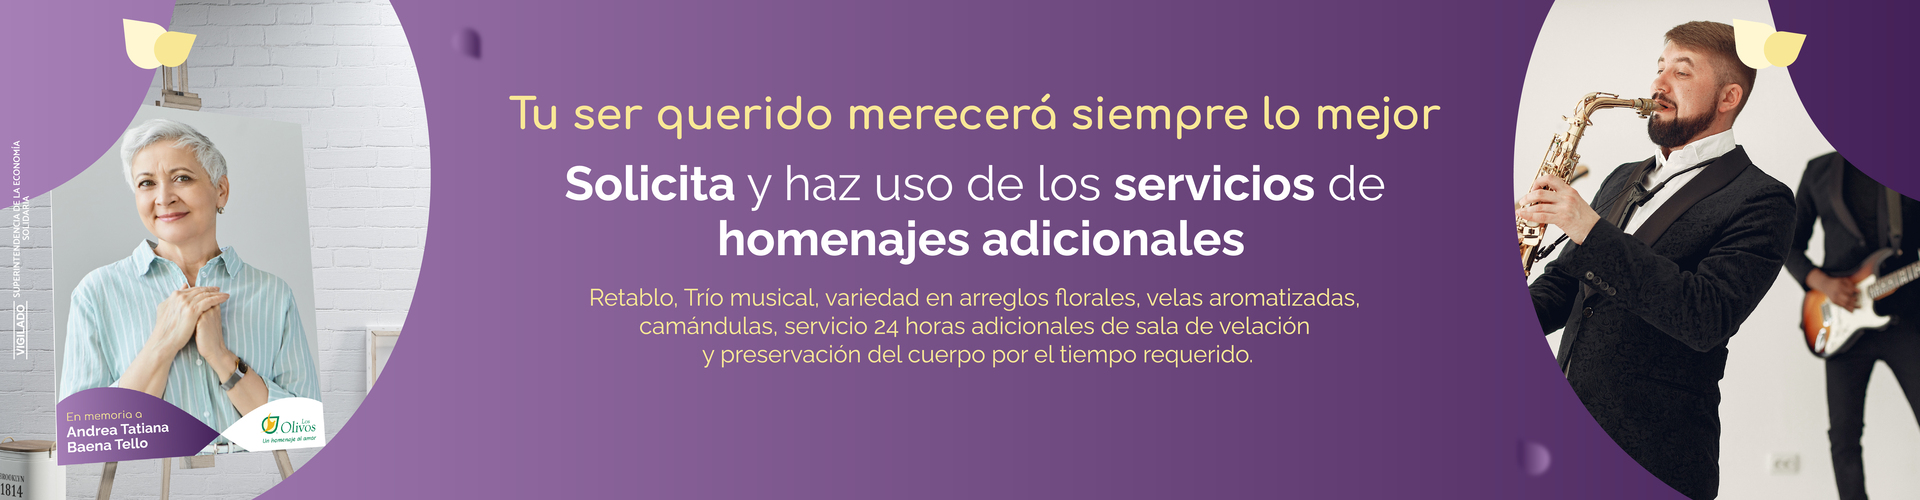 Tu ser querido merecerá siempre lo mejor
Solicita y haz uso de los servicios de
homenajes adicionales
Retablo, Trío musical, variedad en arreglos florales, velas aromatizadas,
camándulas, servicio 24 horas adicionales de sala de velación
y preservación del cuerpo por el tiempo requerido.
VIGILADO
SUPERINTENDENCIA DE LA ECONOMÍA
SOLIDARIA
En memoria a
Andrea Tatiana
Baena Tello
Los
Olivos
Un homenaje al amor
BROOKLYN
1814